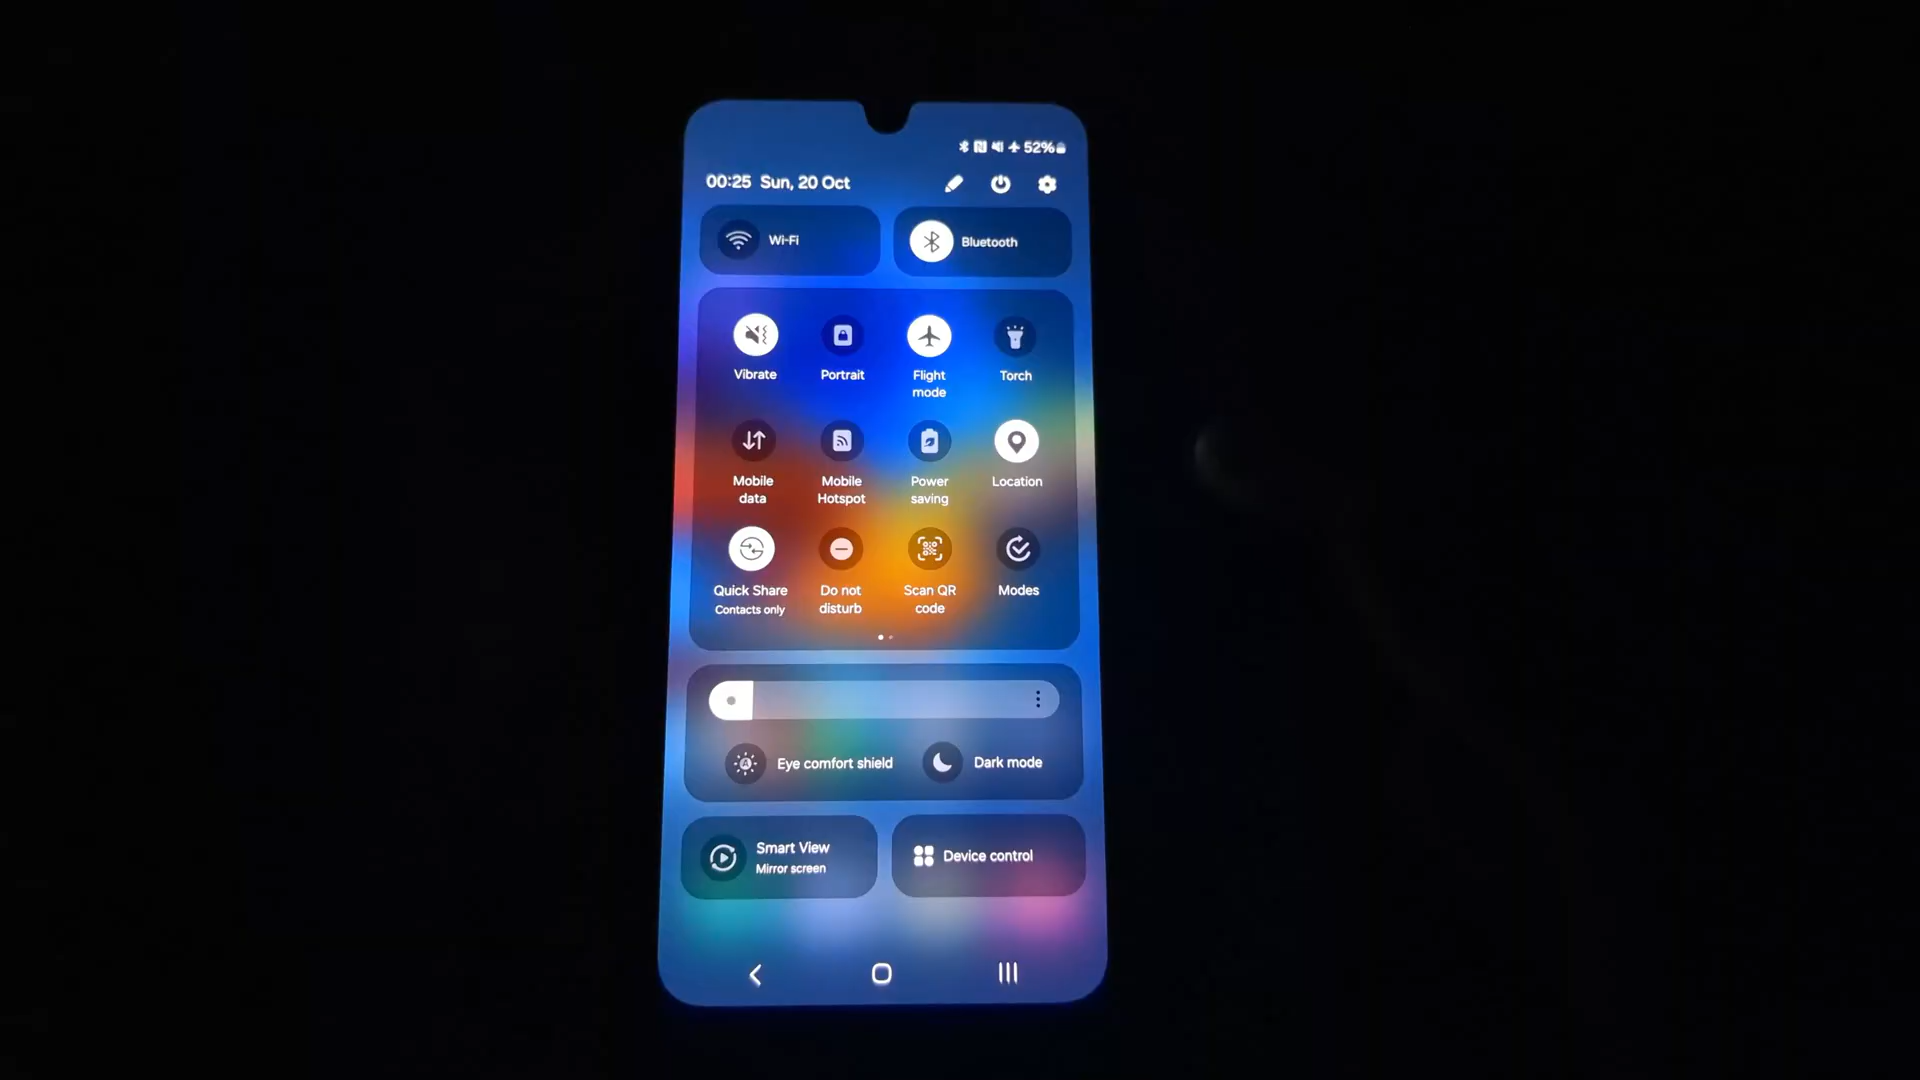 52%
00:25 Sun, 20 Oct
Wi-Fi
Bluetooth
Vibrate
Portrait
Flight
mode
Torch
Mobile
data
Mobile
Hotspot
Power
saving
Location
Quick Share
Contacts only
Do not
disturb
Scan QR
code
Modes
Eye comfort shield
Dark mode
Smart View
Mirror screen
Device control